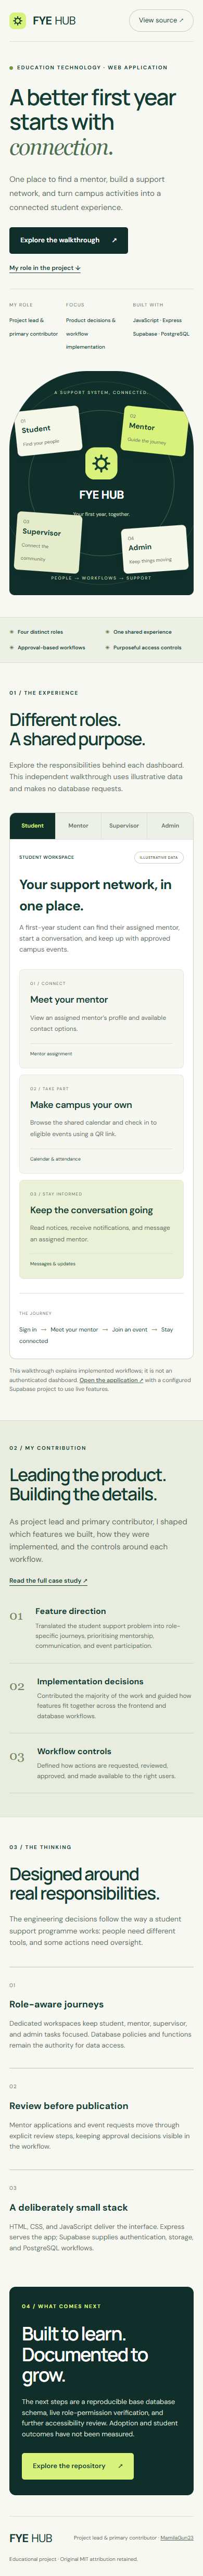 FYE HUB
View source ↗
EDUCATION TECHNOLOGY · WEB APPLICATION
A better first year
starts with
connection.
One place to find a mentor, build a support
network, and turn campus activities into a
connected student experience.
Explore the walkthrough ↗
My role in the project ↓
MY ROLE
Project lead &
primary contributor
FOCUS
Product decisions &
workflow
implementation
BUILT WITH
JavaScript · Express
Supabase · PostgreSQL
A SUPPORT SYSTEM, CONNECTED.
01
Student
Find your people
02
Mentor
Guide the journey
FYE HUB
Your first year, together.
03
Supervisor
Connect the
community
04
Admin
Keep things moving
PEOPLE → WORKFLOWS → SUPPORT
Four distinct roles
One shared experience
Approval-based workflows
Purposeful access controls
01 / THE EXPERIENCE
Different roles.
A shared purpose.
Explore the responsibilities behind each dashboard.
This independent walkthrough uses illustrative data
and makes no database requests.
Student
Mentor
Supervisor
Admin
STUDENT WORKSPACE
ILLUSTRATIVE DATA
Your support network, in
one place.
A first-year student can find their assigned mentor,
start a conversation, and keep up with approved
campus events.
01 / CONNECT
Meet your mentor
View an assigned mentor's profile and available
contact options.
Mentor assignment
02 / TAKE PART
Make campus your own
Browse the shared calendar and check in to
eligible events using a QR link.
Calendar & attendance
03 / STAY INFORMED
Keep the conversation going
Read notices, receive notifications, and message
an assigned mentor.
Messages & updates
THE JOURNEY
Sign in → Meet your mentor → Join an event → Stay
connected
This walkthrough explains implemented workflows; it is not an
authenticated dashboard. Open the application ↗ with a configured
Supabase project to use live features.
02 / MY CONTRIBUTION
Leading the product.
Building the details.
As project lead and primary contributor, I shaped
which features we built, how they were
implemented, and the controls around each
workflow.
Read the full case study ↗
01
Feature direction
Translated the student support problem into role-
specific journeys, prioritising mentorship,
communication, and event participation.
02
Implementation decisions
Contributed the majority of the work and guided how
features fit together across the frontend and
database workflows.
03
Workflow controls
Defined how actions are requested, reviewed,
approved, and made available to the right users.
03 / THE THINKING
Designed around
real responsibilities.
The engineering decisions follow the way a student
support programme works: people need different
tools, and some actions need oversight.
01
Role-aware journeys
Dedicated workspaces keep student, mentor, supervisor,
and admin tasks focused. Database policies and functions
remain the authority for data access.
02
Review before publication
Mentor applications and event requests move through
explicit review steps, keeping approval decisions visible in
the workflow.
03
A deliberately small stack
HTML, CSS, and JavaScript deliver the interface. Express
serves the app; Supabase supplies authentication, storage,
and PostgreSQL workflows.
04 / WHAT COMES NEXT
Built to learn.
Documented to
grow.
The next steps are a reproducible base database
schema, live role-permission verification, and
further accessibility review. Adoption and student
outcomes have not been measured.
Explore the repository ↗
FYE HUB
Project lead & primary contributor ·
Educational project · Original MIT attribution retained.